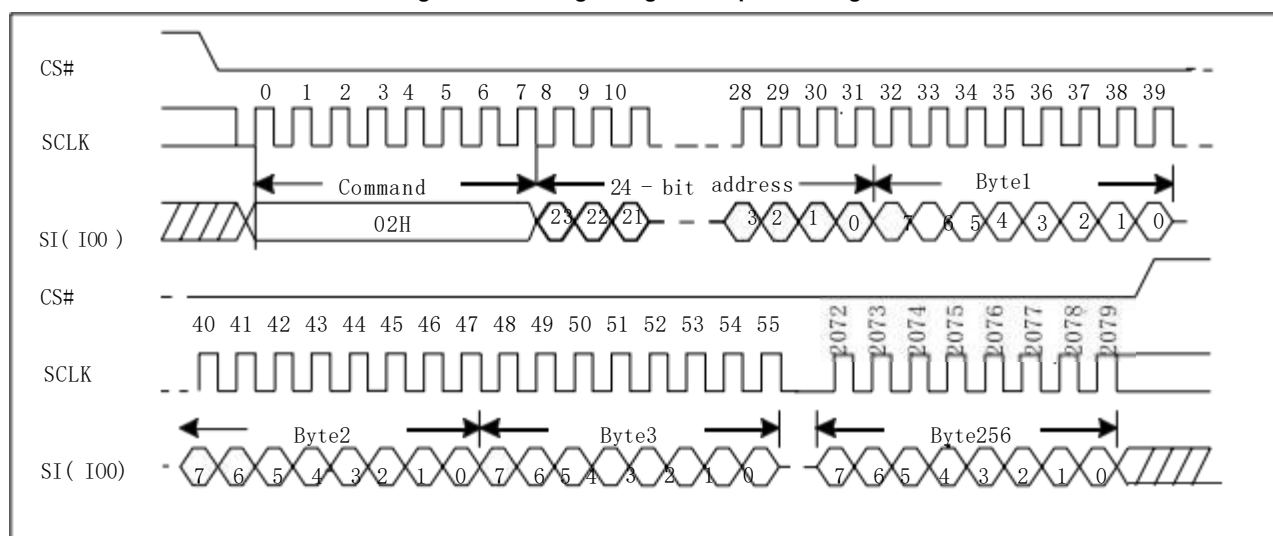 CS#
0 1 2 3 4 5 6 7 8 9 10 28 29 30 31 32 33 34 35 36 37 38 39
SCLK
Command 24 - bit address Byte1
02H 23 22 21 3 2 1 0 7 6 5 4 3 2 1 0
SI( IO0 )
CS#
40 41 42 43 44 45 46 47 48 49 50 51 52 53 54 55 2072 2073 2074 2075 2076 2077 2078 2079
SCLK
Byte2 Byte3 Byte256
SI( IO0) 7 6 5 4 3 2 1 0 7 6 5 4 3 2 1 0 7 6 5 4 3 2 1 0